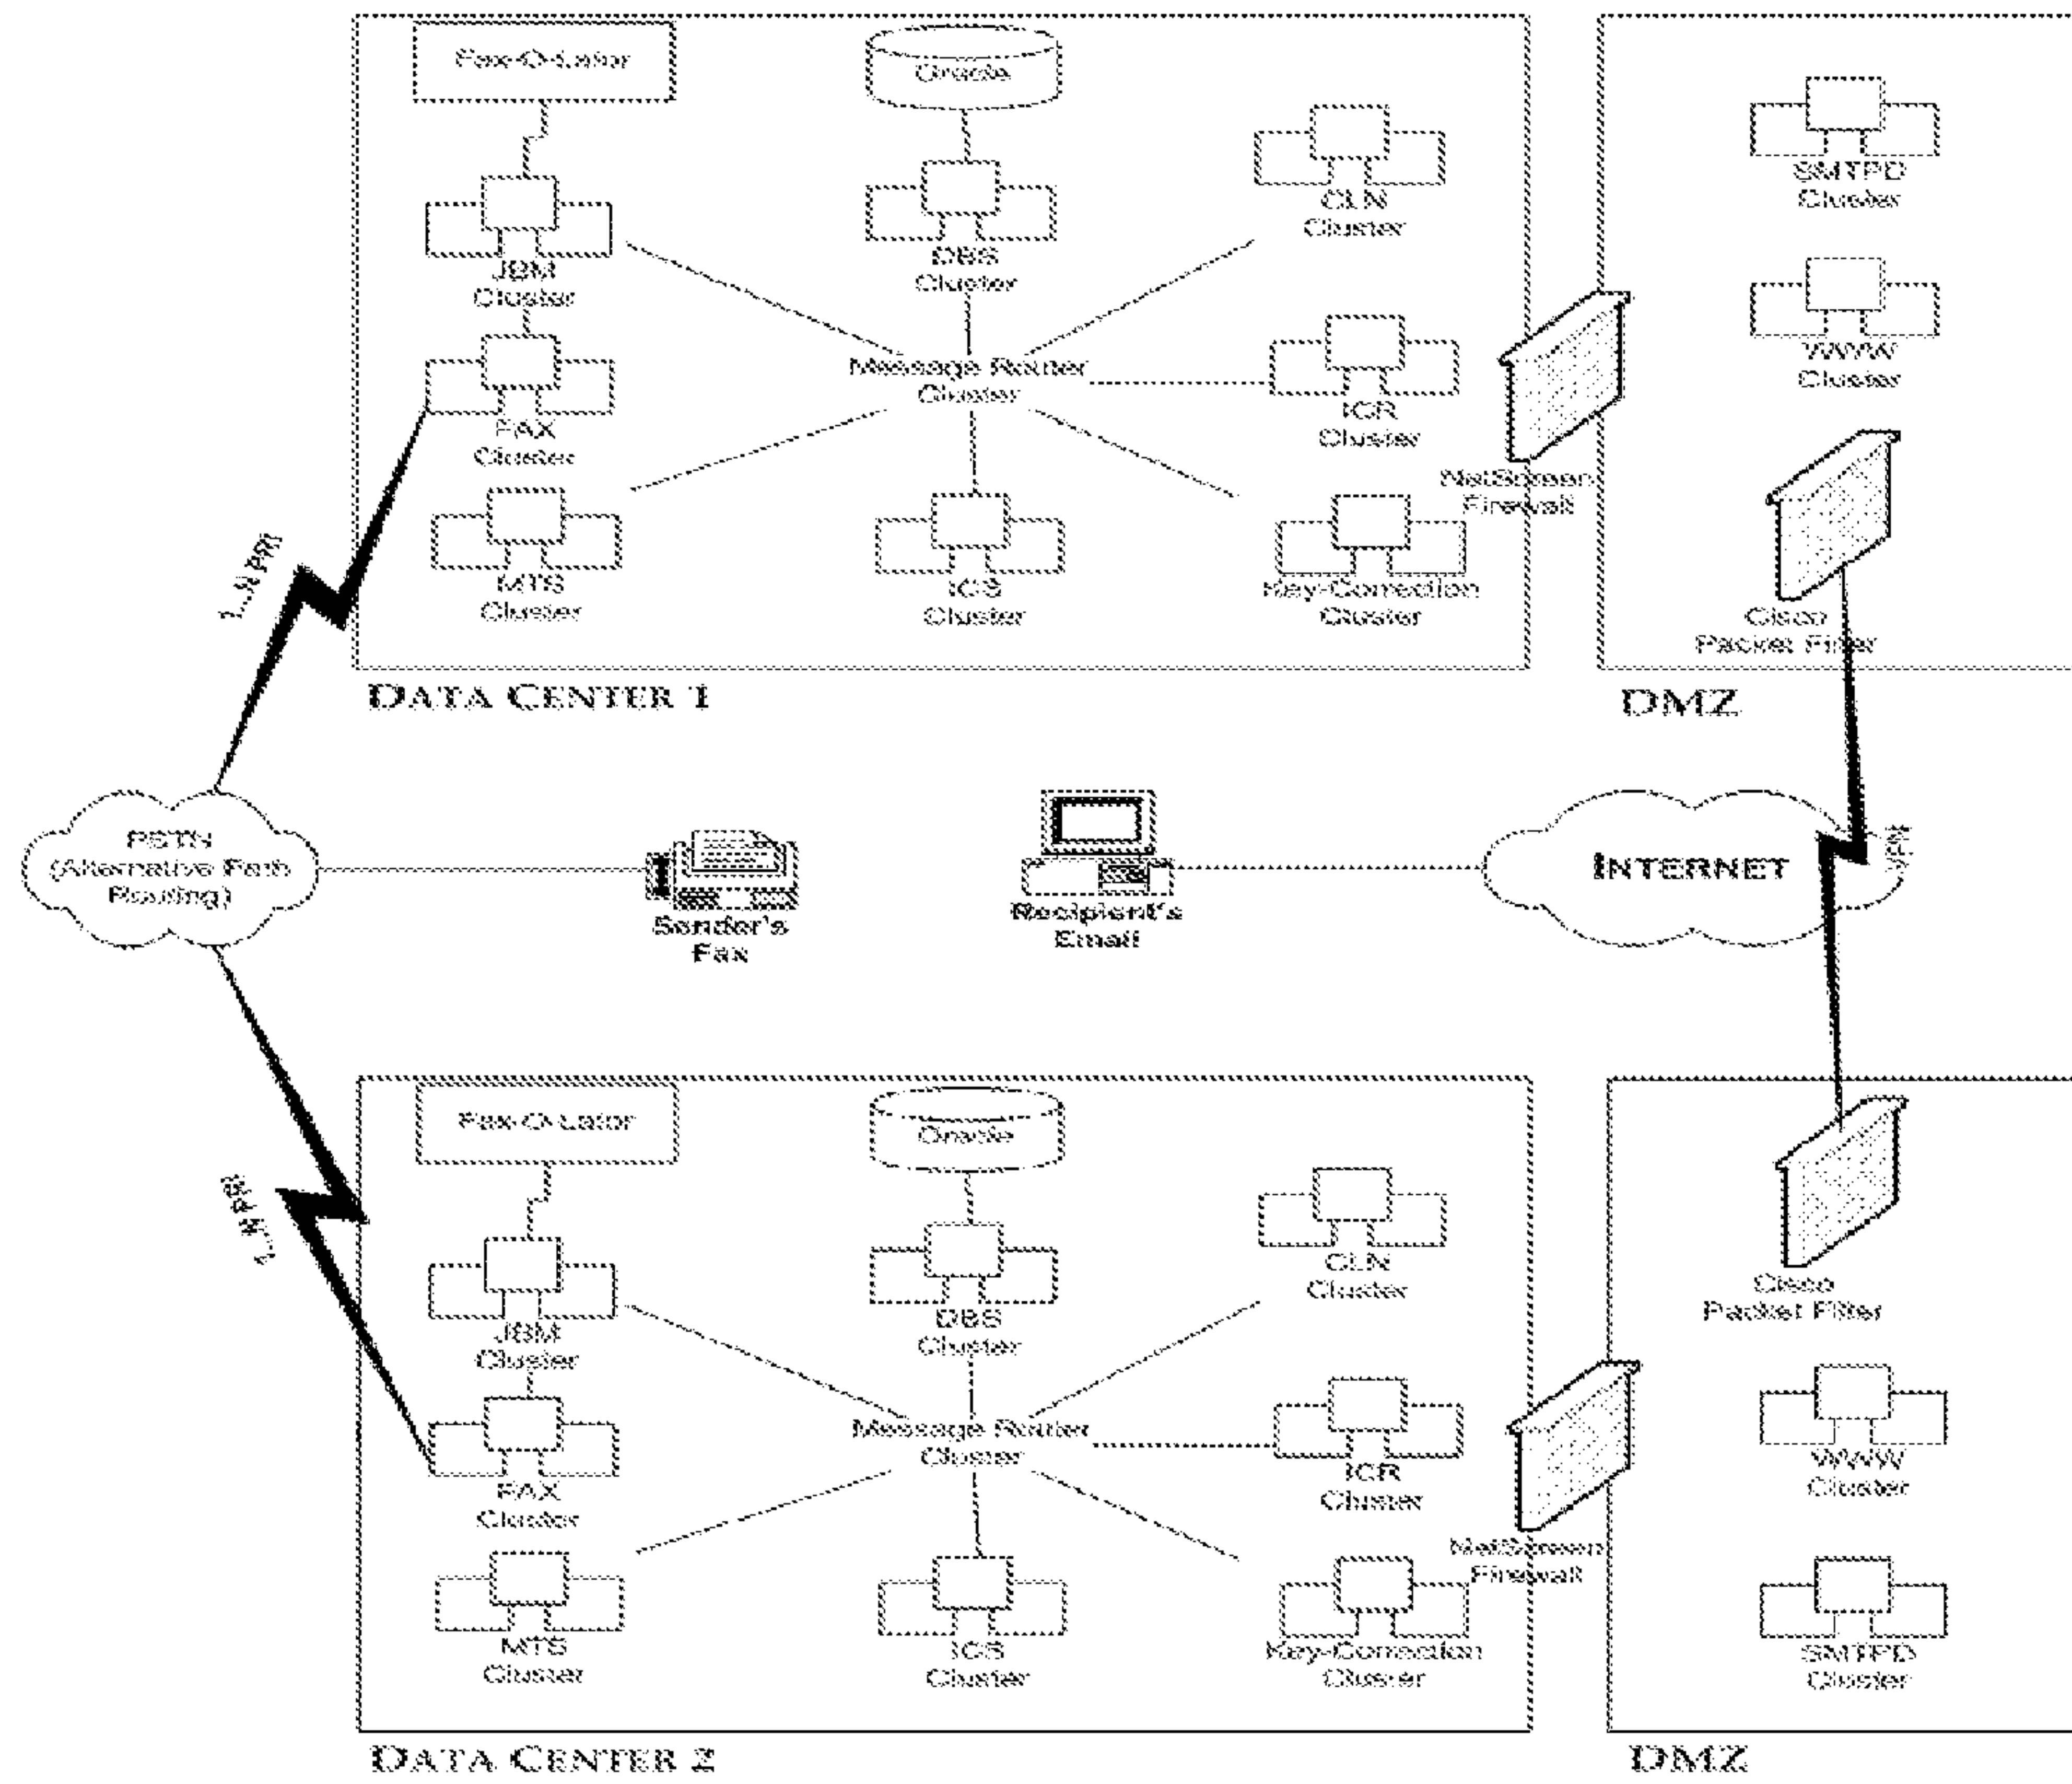 Fax-O-Lator
Oracle
CLN
Cluster
SMTPD
Cluster
JBM
Cluster
DBS
Cluster
WWW
Cluster
Message Router
Cluster
ICR
Cluster
FAX
Cluster
NetScreen
Firewall
MTS
Cluster
ICS
Cluster
Key-Correction
Cluster
Cisco
Packet Filter
1...N PRI
DATA CENTER 1
DMZ
PSTN
(Alternative Path
Routing)
Sender's
Fax
Recipient's
Email
INTERNET
VPN
1...N PRI
Fax-O-Lator
Oracle
CLN
Cluster
Cisco
Packet Filter
JBM
Cluster
DBS
Cluster
Message Router
Cluster
ICR
Cluster
WWW
Cluster
FAX
Cluster
NetScreen
Firewall
MTS
Cluster
ICS
Cluster
Key-Correction
Cluster
SMTPD
Cluster
DATA CENTER 2
DMZ